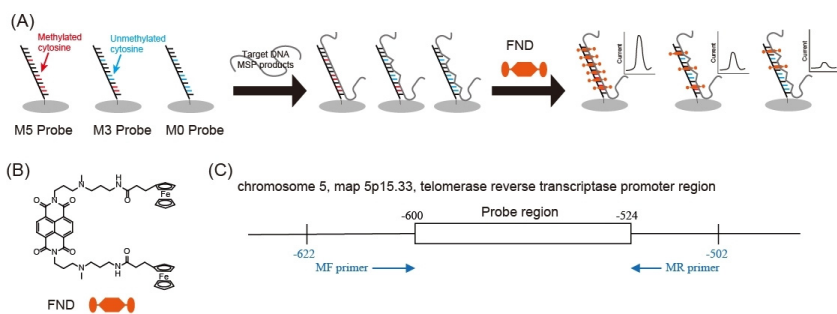 (A)
Methylated
cytosine
Unmethylated
cytosine
M5 Probe
M3 Probe
M0 Probe
Target DNA
MSP products
FND
Current
Current
Current
(B)
N
H
N
O
Fe
O
N
O
O
N
O
N
H
N
O
Fe
FND
(C)
chromosome 5, map 5p15.33, telomerase reverse transcriptase promoter region
-600
Probe region
-524
-622
-502
MF primer
MR primer